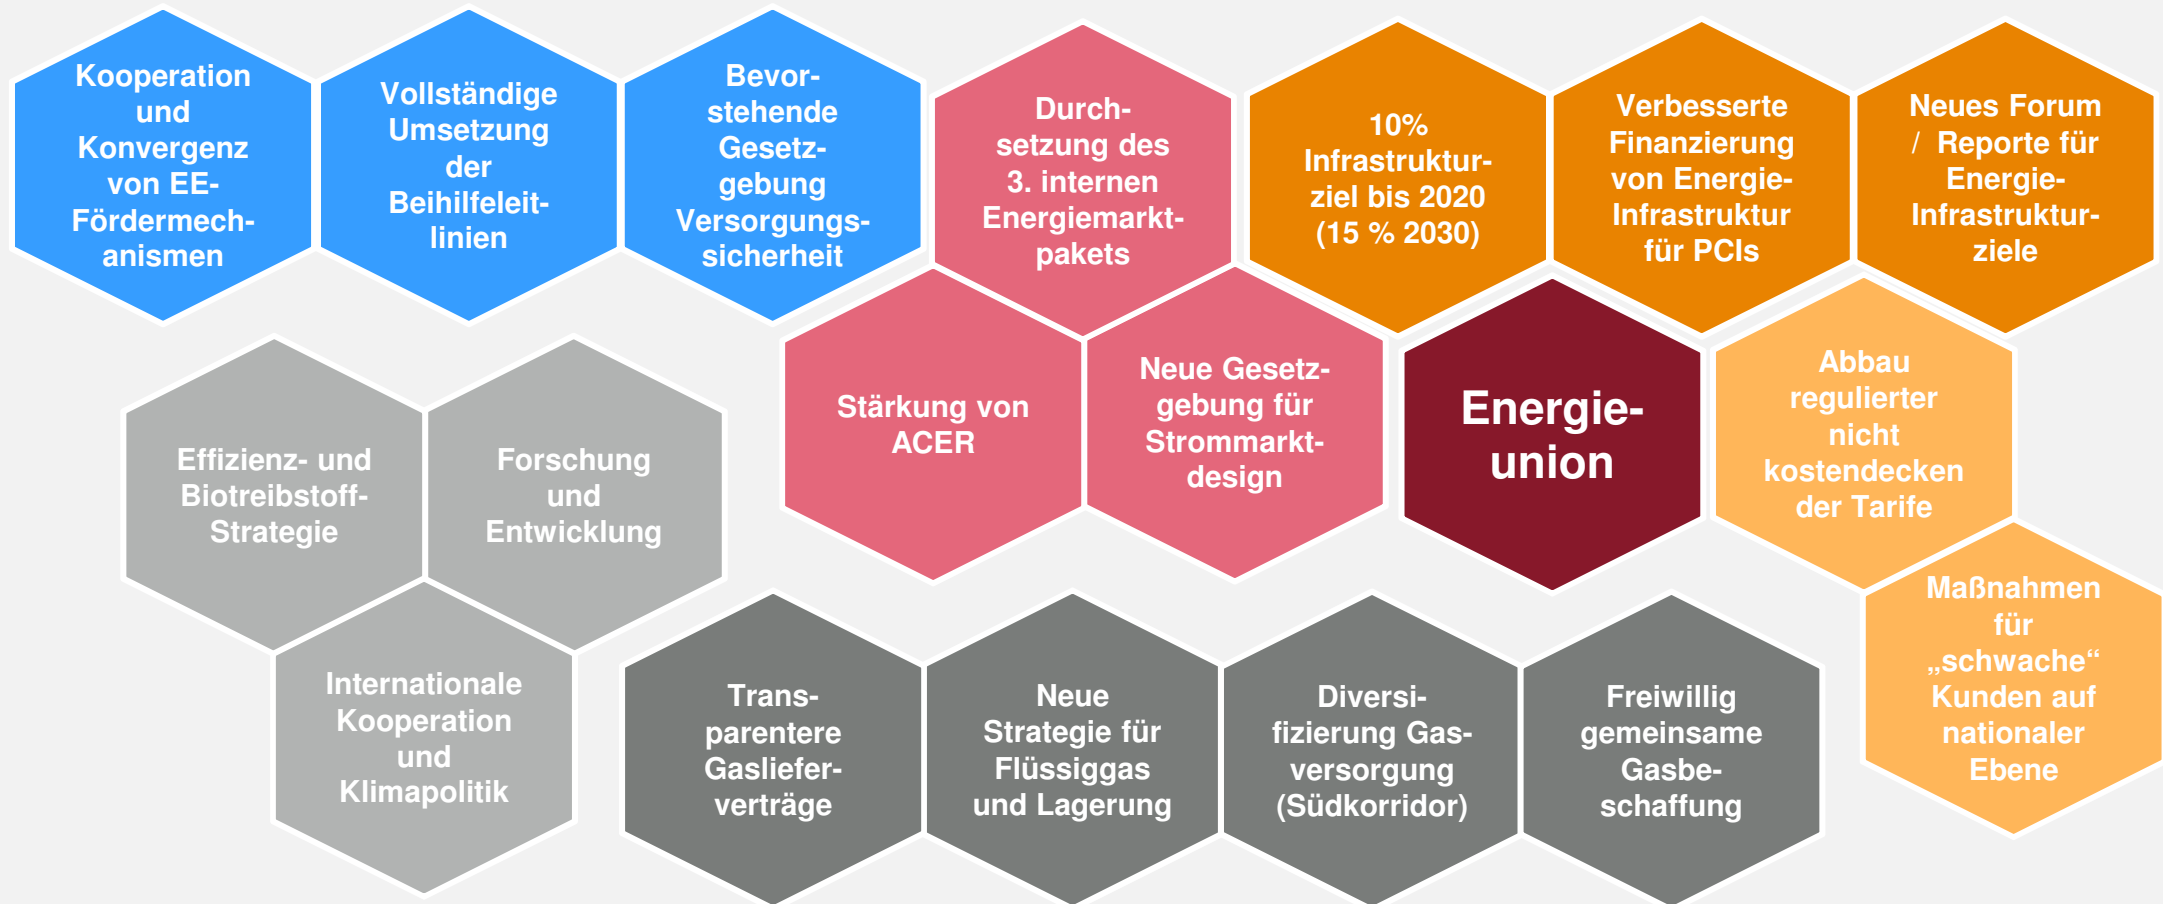 Kooperation
und
Konvergenz
von EE-
Fördermech-
anismen
Vollständige
Umsetzung
der
Beihilfeleit-
linien
Bevor-
stehende
Gesetz-
gebung
Versorgungs-
sicherheit
Durch-
setzung des
3. internen
Energiemarkt-
pakets
10%
Infrastruktur-
ziel bis 2020
(15 % 2030)
Verbesserte
Finanzierung
von Energie-
Infrastruktur
für PCIs
Neues Forum
/ Reporte für
Energie-
Infrastruktur-
ziele
Effizienz- und
Biotreibstoff-
Strategie
Forschung
und
Entwicklung
Stärkung von
ACER
Neue Gesetz-
gebung für
Strommarkt-
design
Energie-
union
Abbau
regulierter
nicht
kostendecken
der Tarife
Internationale
Kooperation
und
Klimapolitik
Trans-
parentere
Gasliefer-
verträge
Neue
Strategie für
Flüssiggas
und Lagerung
Diversi-
fizierung Gas-
versorgung
(Südkorridor)
Freiwillig
gemeinsame
Gasbe-
schaffung
Maßnahmen
für
„schwache“
Kunden auf
nationaler
Ebene